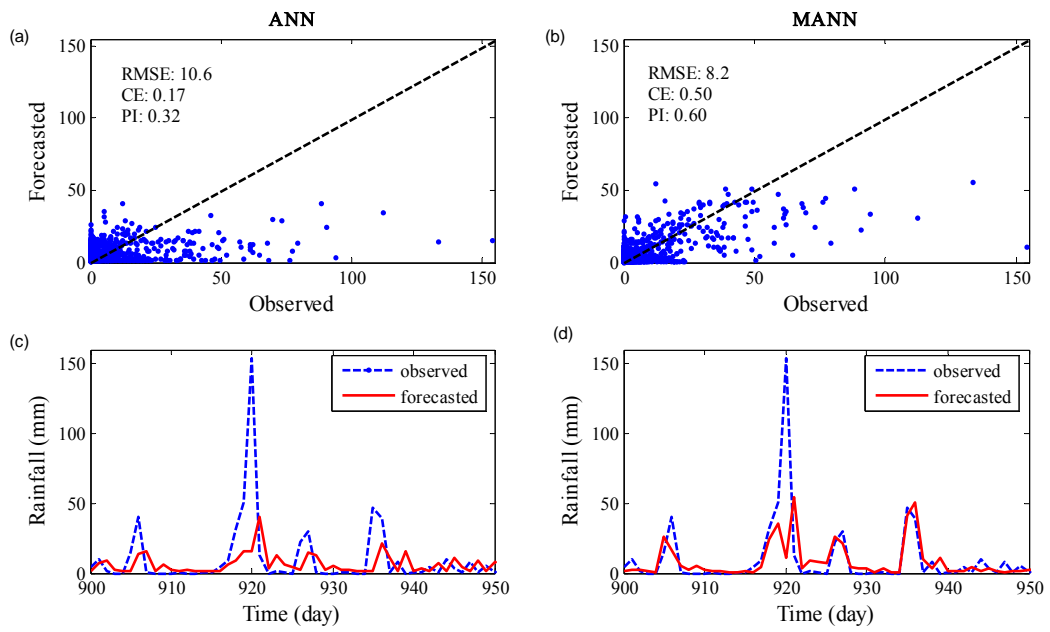 ANN
MANN
(a)
150
100
50
0
Forecasted
RMSE: 10.6
CE: 0.17
PI: 0.32
0
50
100
150
Observed
(b)
150
100
50
0
Forecasted
RMSE: 8.2
CE: 0.50
PI: 0.60
0
50
100
150
Observed
(c)
150
100
50
0
Rainfall (mm)
observed
forecasted
900
910
920
930
940
950
Time (day)
(d)
150
100
50
0
Rainfall (mm)
observed
forecasted
900
910
920
930
940
950
Time (day)